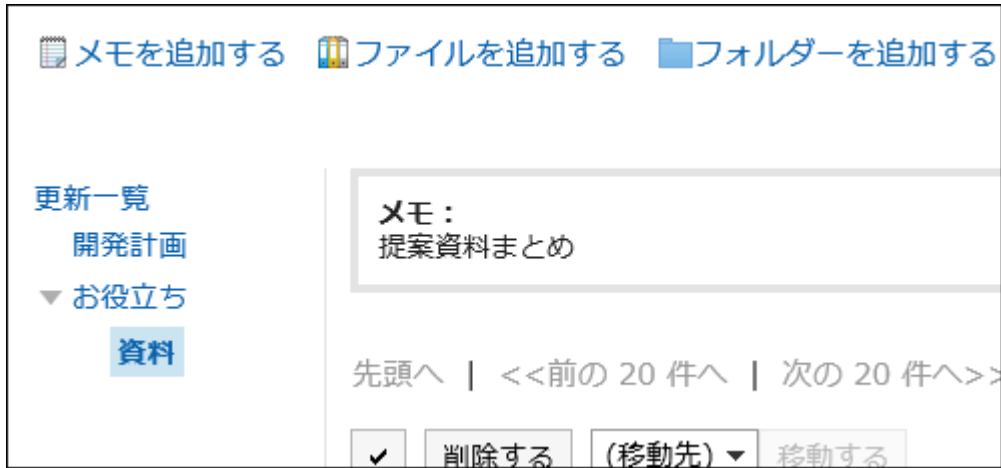 メモを追加する ファイルを追加する フォルダーを追加する
更新一覧
開発計画
お役立ち
資料
メモ：
提案資料まとめ
先頭へ | <<前の 20 件へ | 次の 20 件へ>>
削除する (移動先) 移動する